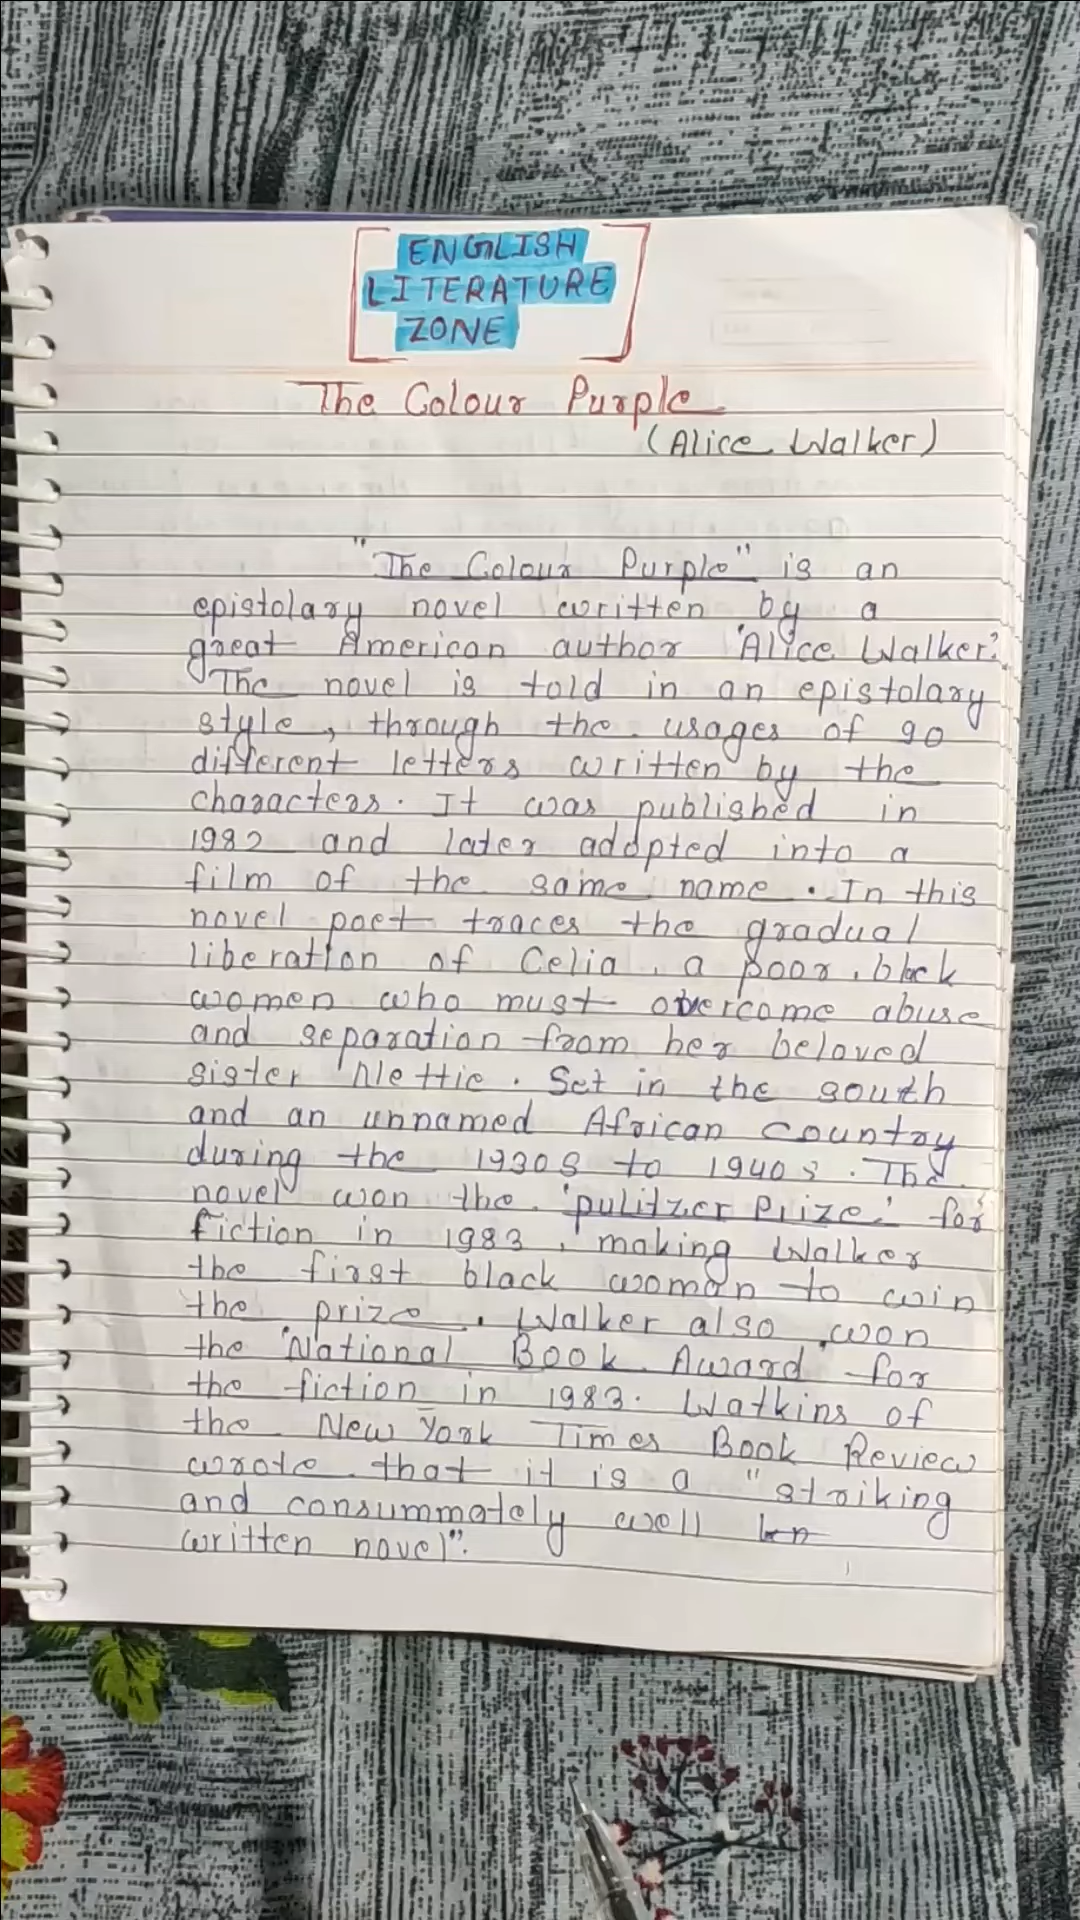 ENGLISH
LITERATURE
ZONE
The Colour Purple
(Alice Walker)
"The Colour Purple" is an
epistolary novel written by a
great American author 'Alice Walker'.
The novel is told in an epistolary
style, through the usages of 90
different letters written by the
characters. It was published in
1982 and later adopted into a
film of the same name. In this
novel poet traces the gradual
liberation of Celia, a poor, black
women who must overcome abuse
and separation from her beloved
sister Nettie. Set in the south
and an unnamed African country
during the 1930s to 1940s. The
novel won the 'pulitzer Prize' for
fiction in 1983, making Walker
the first black woman to win
the prize. Walker also won
the 'National Book Award' for
the fiction in 1983. Watkins of
the New York Times Book Review
wrote that it is a "striking
and consummately well
written novel".